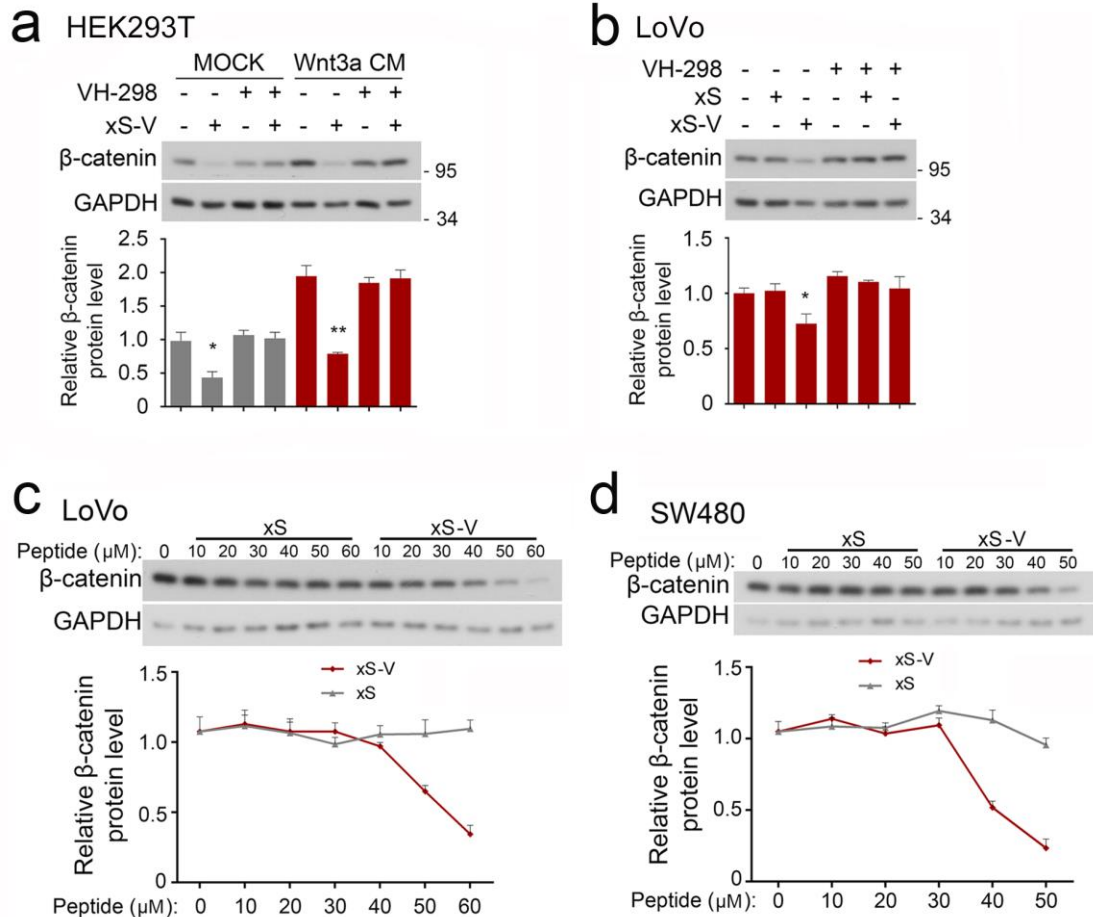 a HEK293T
MOCK Wnt3a CM
VH-298 - - + + - - + +
xS-V - + - + - + - +
β-catenin
- 95
GAPDH
- 34
Relative β-catenin
protein level
2.5
2.0
1.5
1.0
0.5
0
*
**
b LoVo
VH-298 - - - + + +
xS - + - - + -
xS-V - - + - - +
β-catenin
- 95
GAPDH
- 34
Relative β-catenin
protein level
1.5
1.0
0.5
0
*
c LoVo
xS xS-V
Peptide (µM): 0 10 20 30 40 50 60 10 20 30 40 50 60
β-catenin
GAPDH
Relative β-catenin
protein level
1.5
1.0
0.5
0
xS-V
xS
Peptide (µM): 0 10 20 30 40 50 60
d SW480
xS xS-V
Peptide (µM): 0 10 20 30 40 50 10 20 30 40 50
β-catenin
GAPDH
Relative β-catenin
protein level
1.5
1.0
0.5
0
xS-V
xS
Peptide (µM): 0 10 20 30 40 50